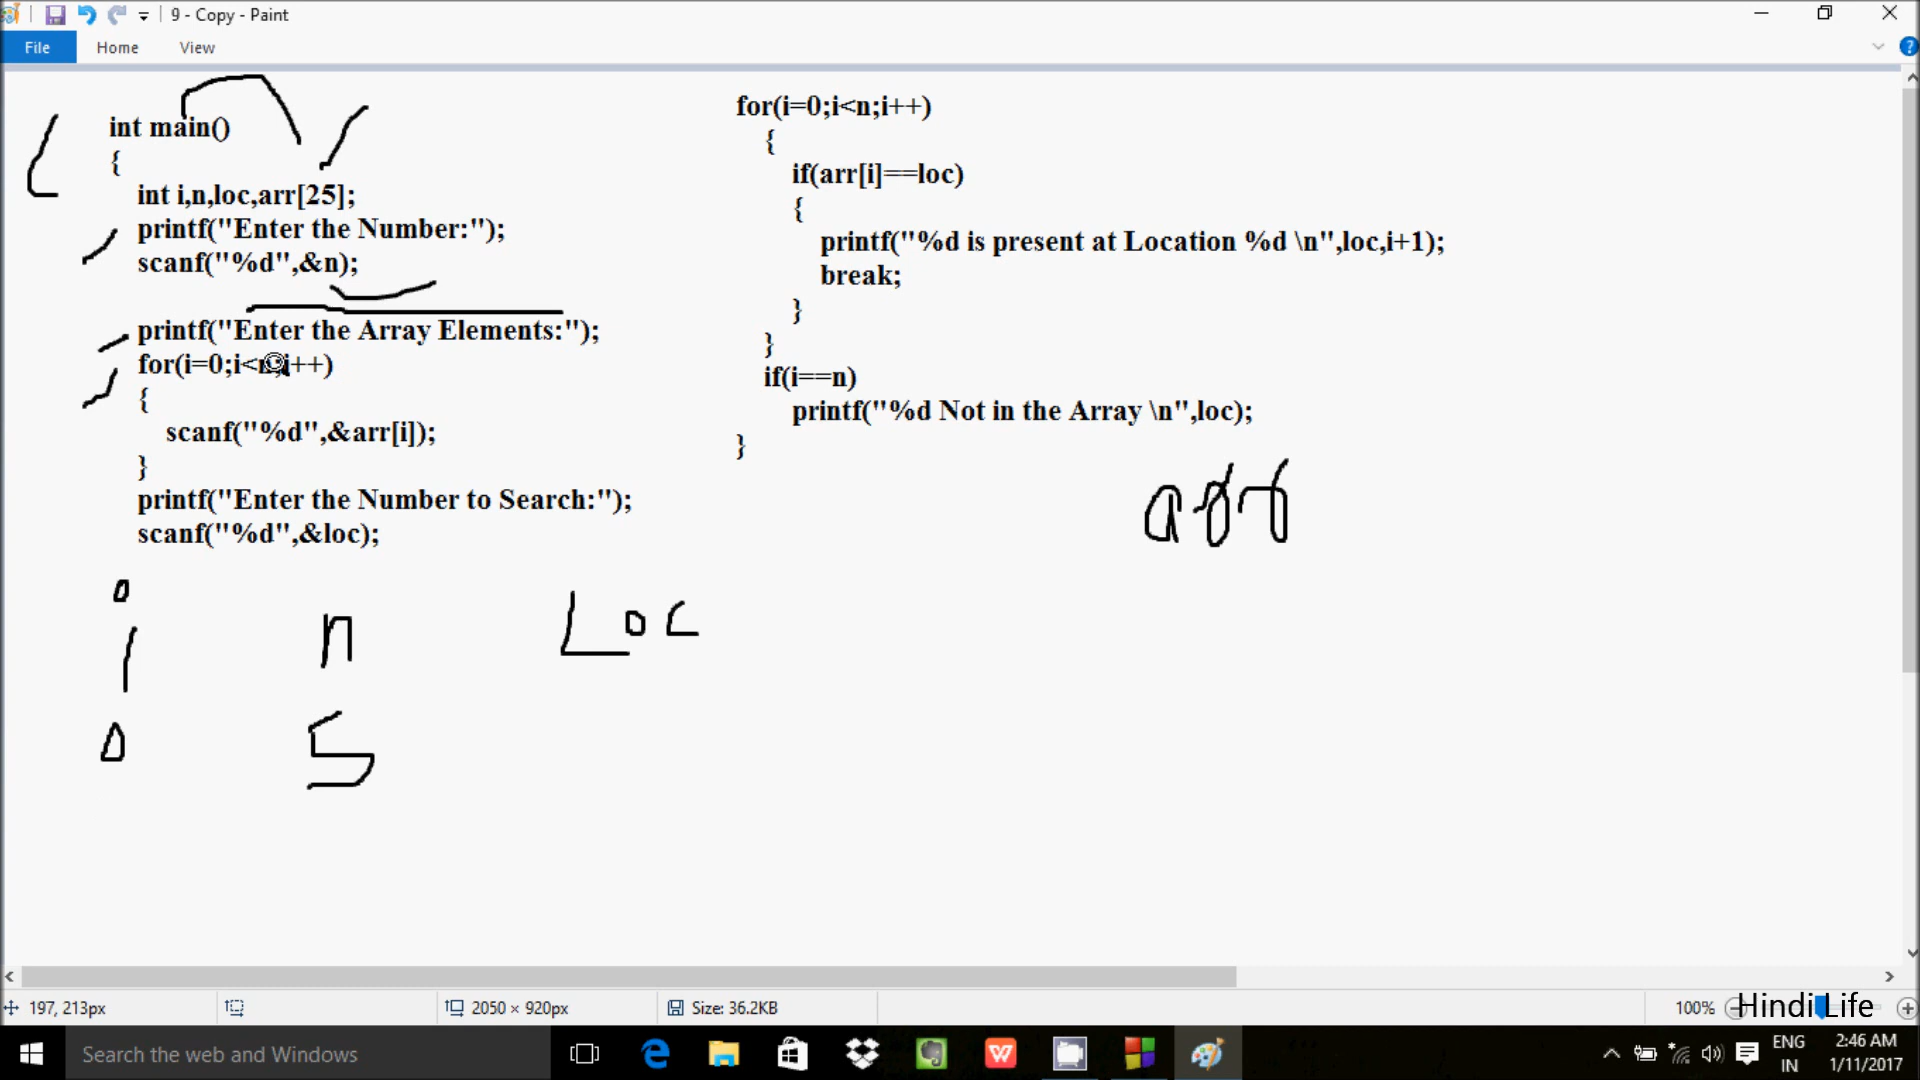 9 - Copy - Paint
File Home View
int main()
{
int i,n,loc,arr[25];
printf("Enter the Number:");
scanf("%d",&n);
printf("Enter the Array Elements:");
for(i=0;i<n;i++)
{
scanf("%d",&arr[i]);
}
printf("Enter the Number to Search:");
scanf("%d",&loc);
for(i=0;i<n;i++)
{
if(arr[i]==loc)
{
printf("%d is present at Location %d \n",loc,i+1);
break;
}
}
if(i==n)
printf("%d Not in the Array \n",loc);
}
arr
i n Loc
0 5
197, 213px 2050 × 920px Size: 36.2KB 100%
Hindi Life
Search the web and Windows
ENG
IN
2:46 AM
1/11/2017